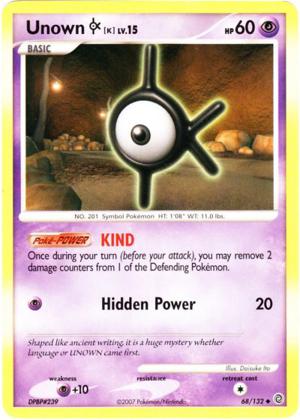 Unown [K] LV.15 HP 60
BASIC
NO. 201 Symbol Pokémon HT: 1'08" WT: 11.0 lbs.
Poké-POWER KIND
Once during your turn (before your attack), you may remove 2
damage counters from 1 of the Defending Pokémon.
Hidden Power 20
Illus. Daisuke Ito
Shaped like ancient writing, it is a huge mystery whether
language or UNOWN came first.
DPBP#239
68/132
weakness resistance retreat cost
+10
©2007 Pokémon/Nintendo